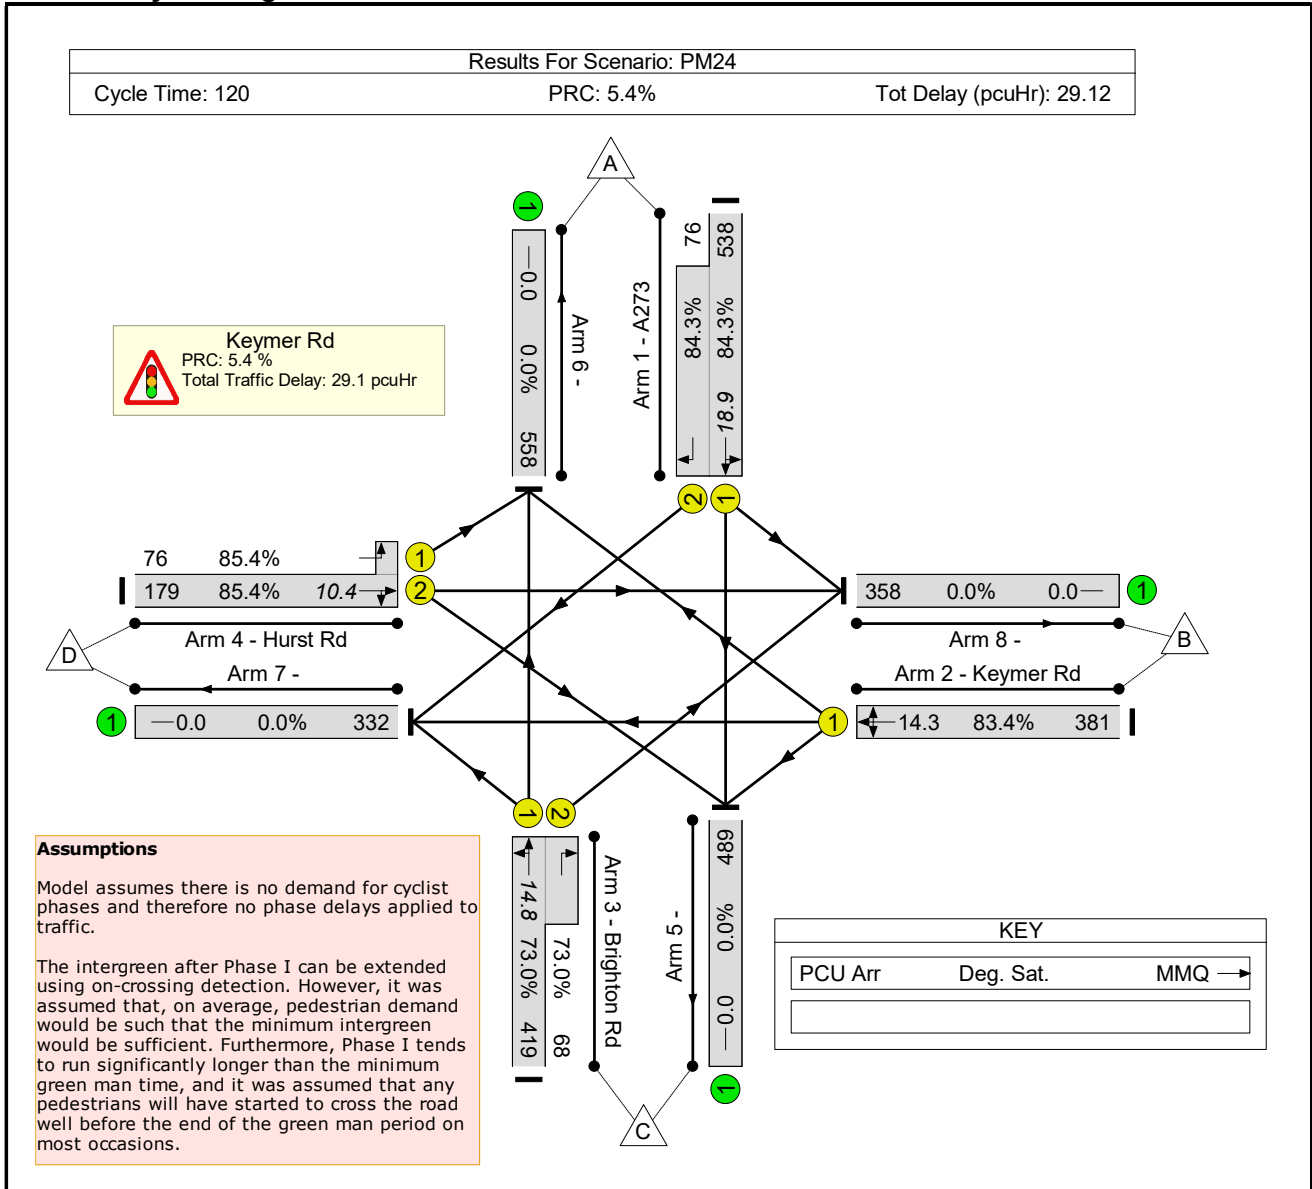 Results For Scenario: PM24
Cycle Time: 120 PRC: 5.4% Tot Delay (pcuHr): 29.12
A
1
0.0 0.0% 558
Arm 6 -
Arm 1 - A273
76 84.3%
538 84.3% 18.9
2 1
Keymer Rd
PRC: 5.4 %
Total Traffic Delay: 29.1 pcuHr
76 85.4% 1
179 85.4% 10.4 2
Arm 4 - Hurst Rd
D
Arm 7 -
1 0.0 0.0% 332
358 0.0% 0.0 1
Arm 8 -
B
Arm 2 - Keymer Rd
1 14.3 83.4% 381
1 2
14.8 73.0% 419
73.0% 68
Arm 3 - Brighton Rd
Arm 5 -
489 0.0% 0.0
1
C
Assumptions
Model assumes there is no demand for cyclist
phases and therefore no phase delays applied to
traffic.
The intergreen after Phase I can be extended
using on-crossing detection. However, it was
assumed that, on average, pedestrian demand
would be such that the minimum intergreen
would be sufficient. Furthermore, Phase I tends
to run significantly longer than the minimum
green man time, and it was assumed that any
pedestrians will have started to cross the road
well before the end of the green man period on
most occasions.
KEY
PCU Arr Deg. Sat. MMQ